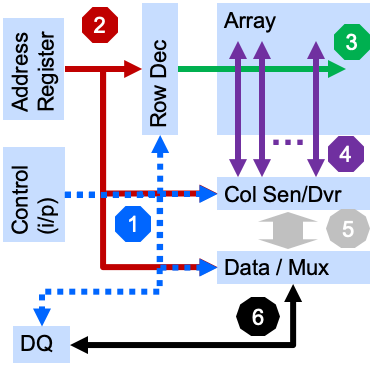 Address
Register
2
Row Dec
Array
3
4
Control
(i/p)
1
Col Sen/Dvr
5
Data / Mux
6
DQ